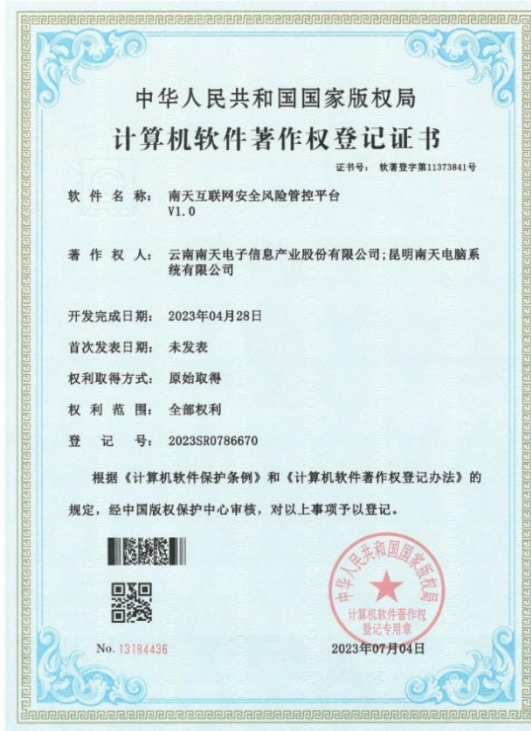 中华人民共和国国家版权局
计算机软件著作权登记证书
证书号： 软著登字第11373841号
软件名称： 南天互联网安全风险管控平台
V1.0
著作权人： 云南南天电子信息产业股份有限公司;昆明南天电脑系
统有限公司
开发完成日期： 2023年04月28日
首次发表日期： 未发表
权利取得方式： 原始取得
权利范围： 全部权利
登记号： 2023SR0786670
根据《计算机软件保护条例》和《计算机软件著作权登记办法》的
规定，经中国版权保护中心审核，对以上事项予以登记。
中华人民共和国国家版权局
计算机软件著作权
登记专用章
No. 13184436
2023年07月04日